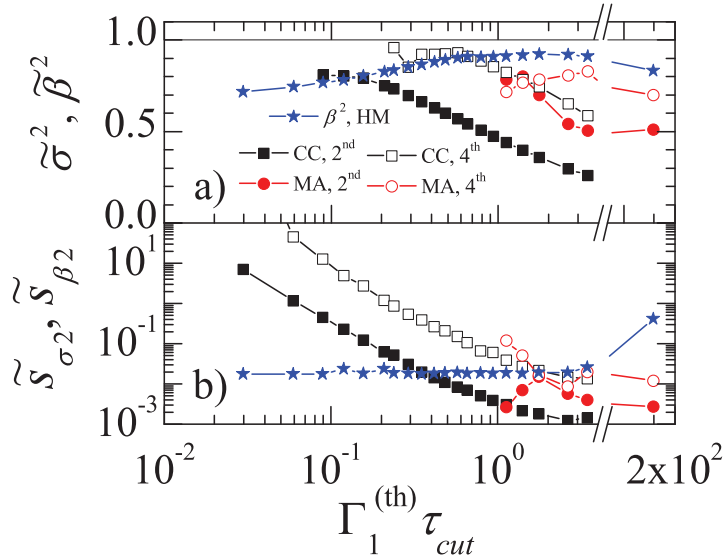 1.0
0.5
0.0
σ̃ ², β̃ ²
β², HM
CC, 2nd
CC, 4th
MA, 2nd
MA, 4th
a)
10¹
10⁻¹
10⁻³
s̃σ2, s̃β2
b)
10⁻²
10⁻¹
10⁰
2x10²
Γ₁⁽ᵗʰ⁾ τcut